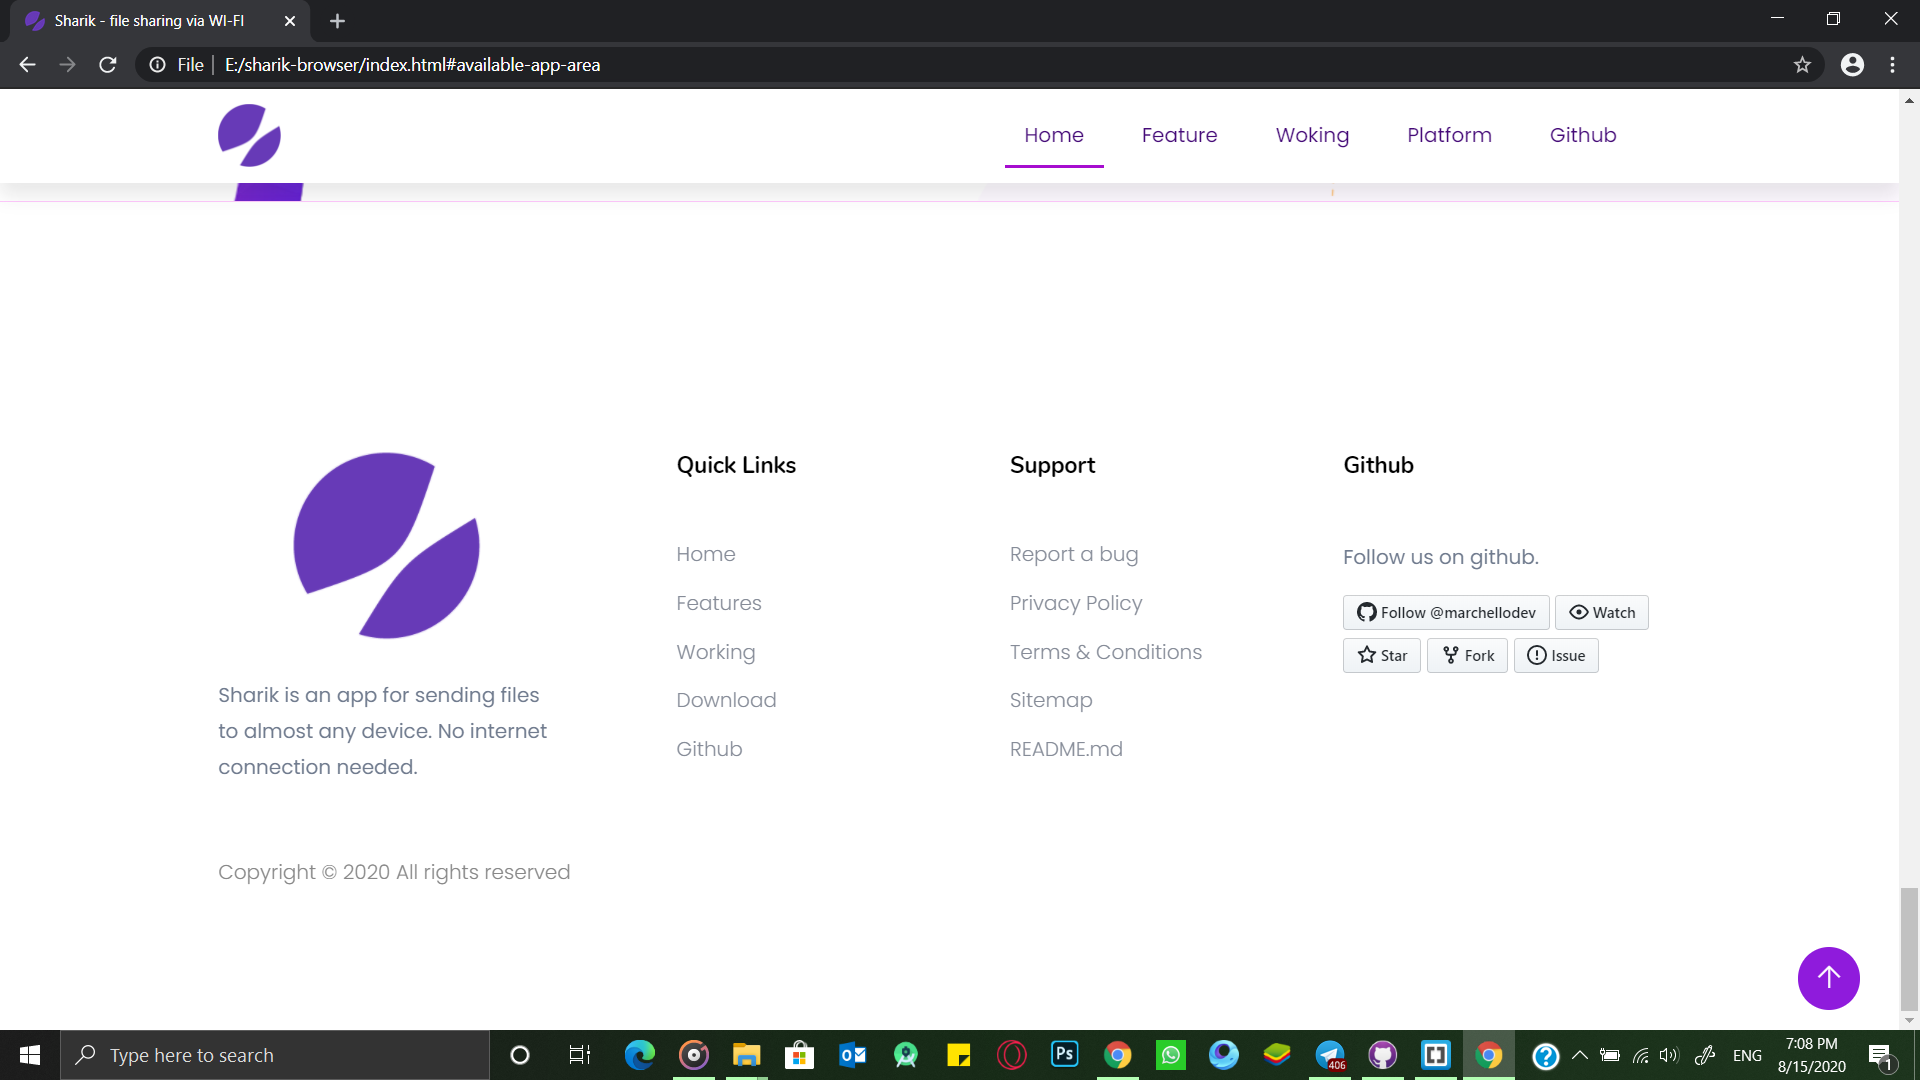 Sharik - file sharing via WI-FI
File
E:/sharik-browser/index.html#available-app-area
Home Feature Woking Platform Github
Sharik is an app for sending files
to almost any device. No internet
connection needed.
Quick Links
Home
Features
Working
Download
Github
Support
Report a bug
Privacy Policy
Terms & Conditions
Sitemap
README.md
Github
Follow us on github.
Follow @marchellodev Watch
Star Fork Issue
Copyright © 2020 All rights reserved
Type here to search
Ps
406
ENG
7:08 PM
8/15/2020
1